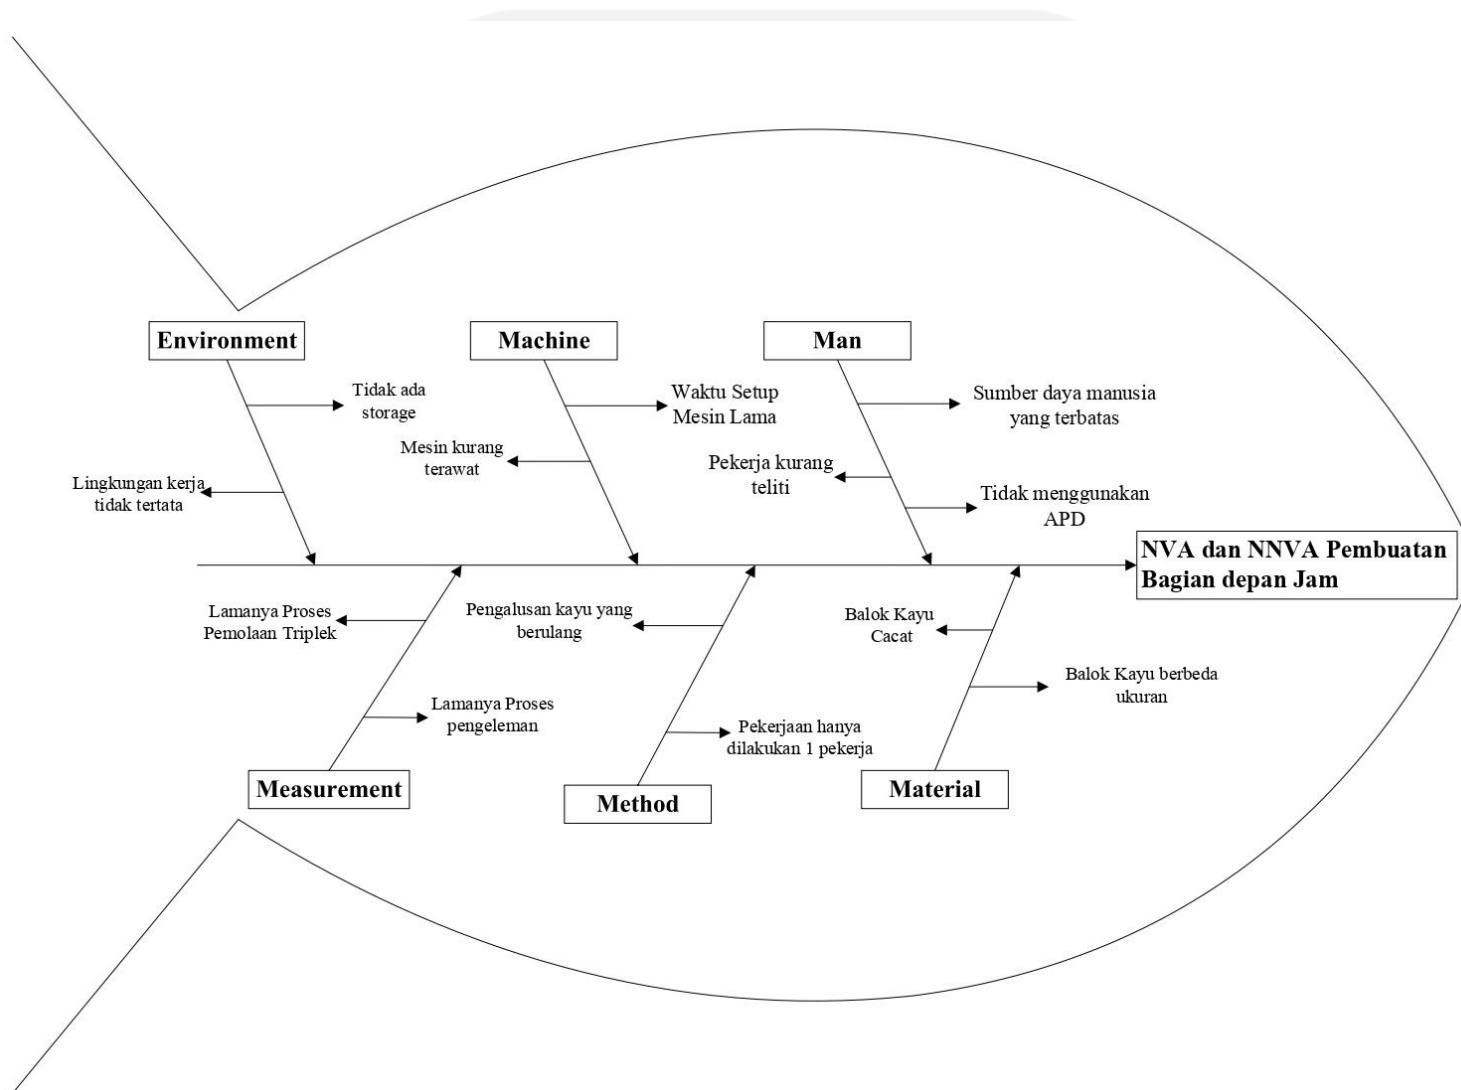 Environment
Machine
Man
Tidak ada
storage
Waktu Setup
Mesin Lama
Sumber daya manusia
yang terbatas
Mesin kurang
terawat
Pekerja kurang
teliti
Lingkungan kerja
tidak tertata
Tidak menggunakan
APD
NVA dan NNVA Pembuatan
Bagian depan Jam
Lamanya Proses
Pemolaan Triplek
Pengalusan kayu yang
berulang
Balok Kayu
Cacat
Balok Kayu berbeda
ukuran
Lamanya Proses
pengeleman
Pekerjaan hanya
dilakukan 1 pekerja
Measurement
Method
Material